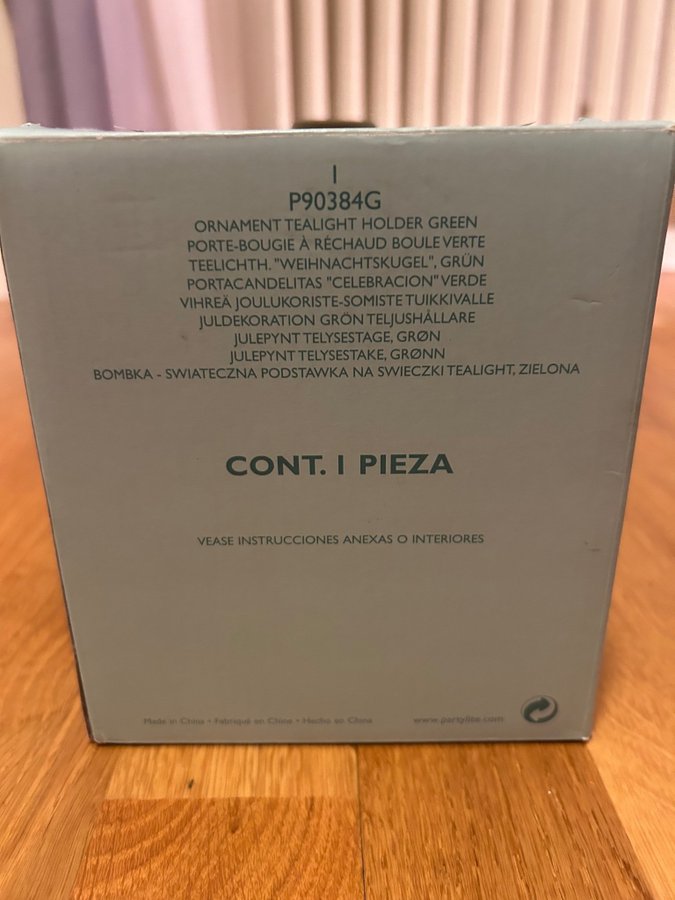 1
P90384G
ORNAMENT TEALIGHT HOLDER GREEN
PORTE-BOUGIE À RÉCHAUD BOULE VERTE
TEELICHTH. "WEIHNACHTSKUGEL", GRÜN
PORTACANDELITAS "CELEBRACION" VERDE
VIHREÄ JOULUKORISTE-SOMISTE TUIKKIVALLE
JULDEKORATION GRÖN TELJUSHÅLLARE
JULEPYNT TELYSESTAGE, GRØN
JULEPYNT TELYSESTAKE, GRØNN
BOMBKA - SWIATECZNA PODSTAWKA NA SWIECZKI TEALIGHT, ZIELONA
CONT. 1 PIEZA
VEASE INSTRUCCIONES ANEXAS O INTERIORES
Made in China • Fabriqué en Chine • Hecho en China www.partylite.com